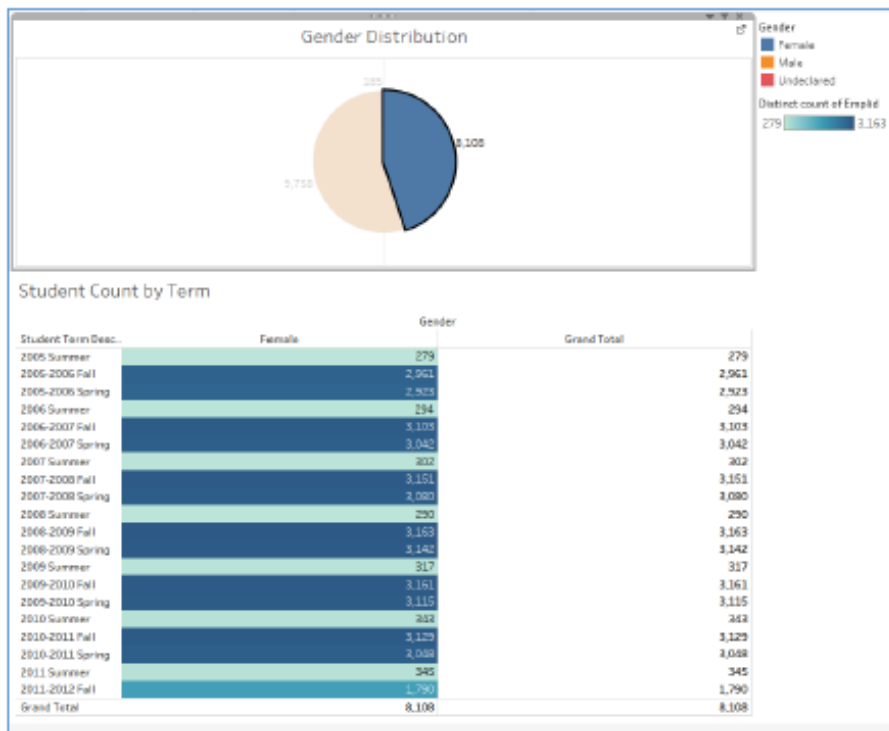 Gender Distribution
Gender
Female
Male
Undeclared
Distinct count of Emplid
279 3,163
8,108
Student Count by Term
Gender
Student Term Desc.. Female Grand Total
2005 Summer 279 279
2005-2006 Fall 2,961 2,961
2005-2006 Spring 2,923 2,923
2006 Summer 294 294
2006-2007 Fall 3,103 3,103
2006-2007 Spring 3,042 3,042
2007 Summer 302 302
2007-2008 Fall 3,151 3,151
2007-2008 Spring 3,080 3,080
2008 Summer 290 290
2008-2009 Fall 3,163 3,163
2008-2009 Spring 3,142 3,142
2009 Summer 317 317
2009-2010 Fall 3,161 3,161
2009-2010 Spring 3,115 3,115
2010 Summer 343 343
2010-2011 Fall 3,129 3,129
2010-2011 Spring 3,048 3,048
2011 Summer 345 345
2011-2012 Fall 1,790 1,790
Grand Total 8,108 8,108